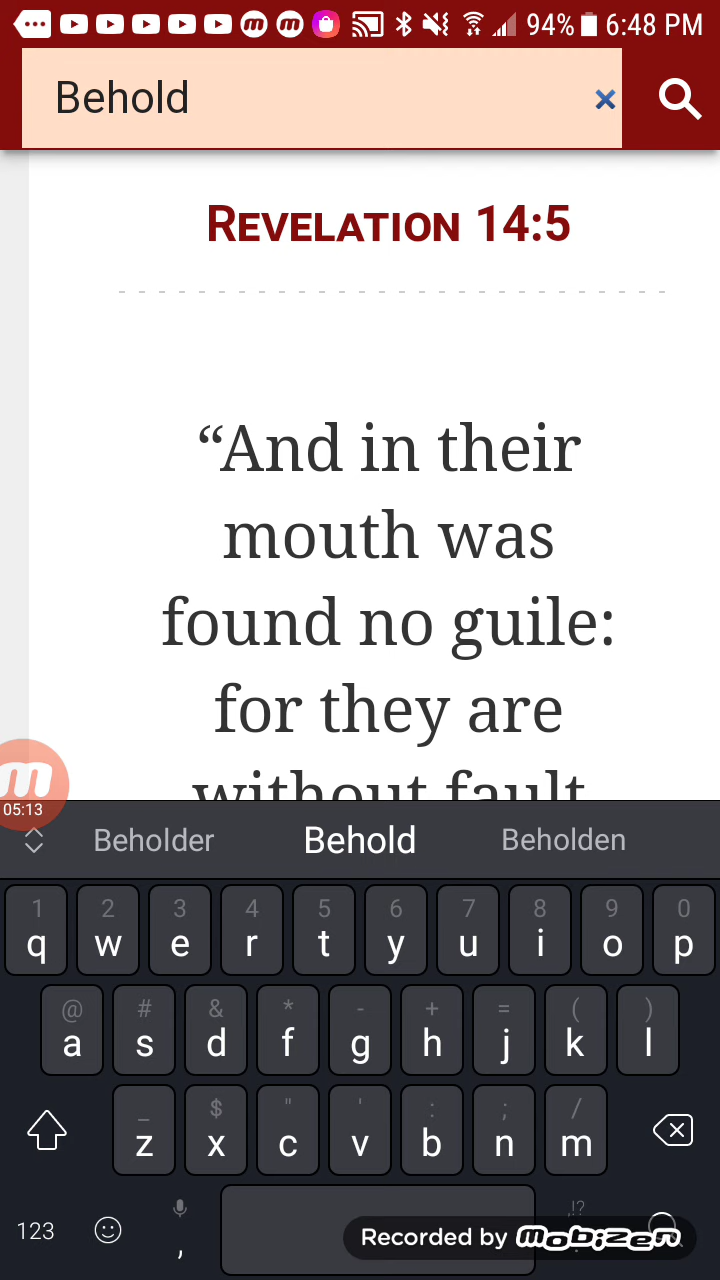 94% 6:48 PM
Behold
REVELATION 14:5
“And in their
mouth was
found no guile:
for they are
without fault
05:13
Beholder Behold Beholden
1 2 3 4 5 6 7 8 9 0
q w e r t y u i o p
@ # & * - + = ( )
a s d f g h j k l
_ $ " ' : ; /
z x c v b n m
,!?
123 ,
Recorded by mobizen